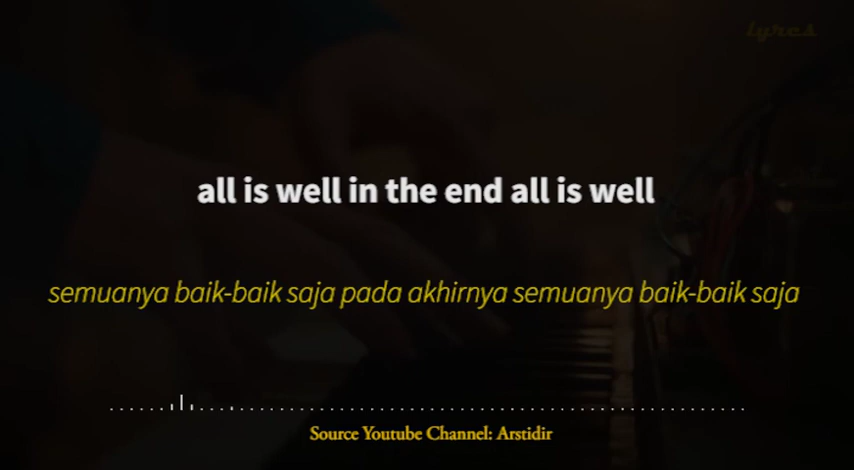 lyres
all is well in the end all is well
semuanya baik-baik saja pada akhirnya semuanya baik-baik saja
Source Youtube Channel: Arstidir